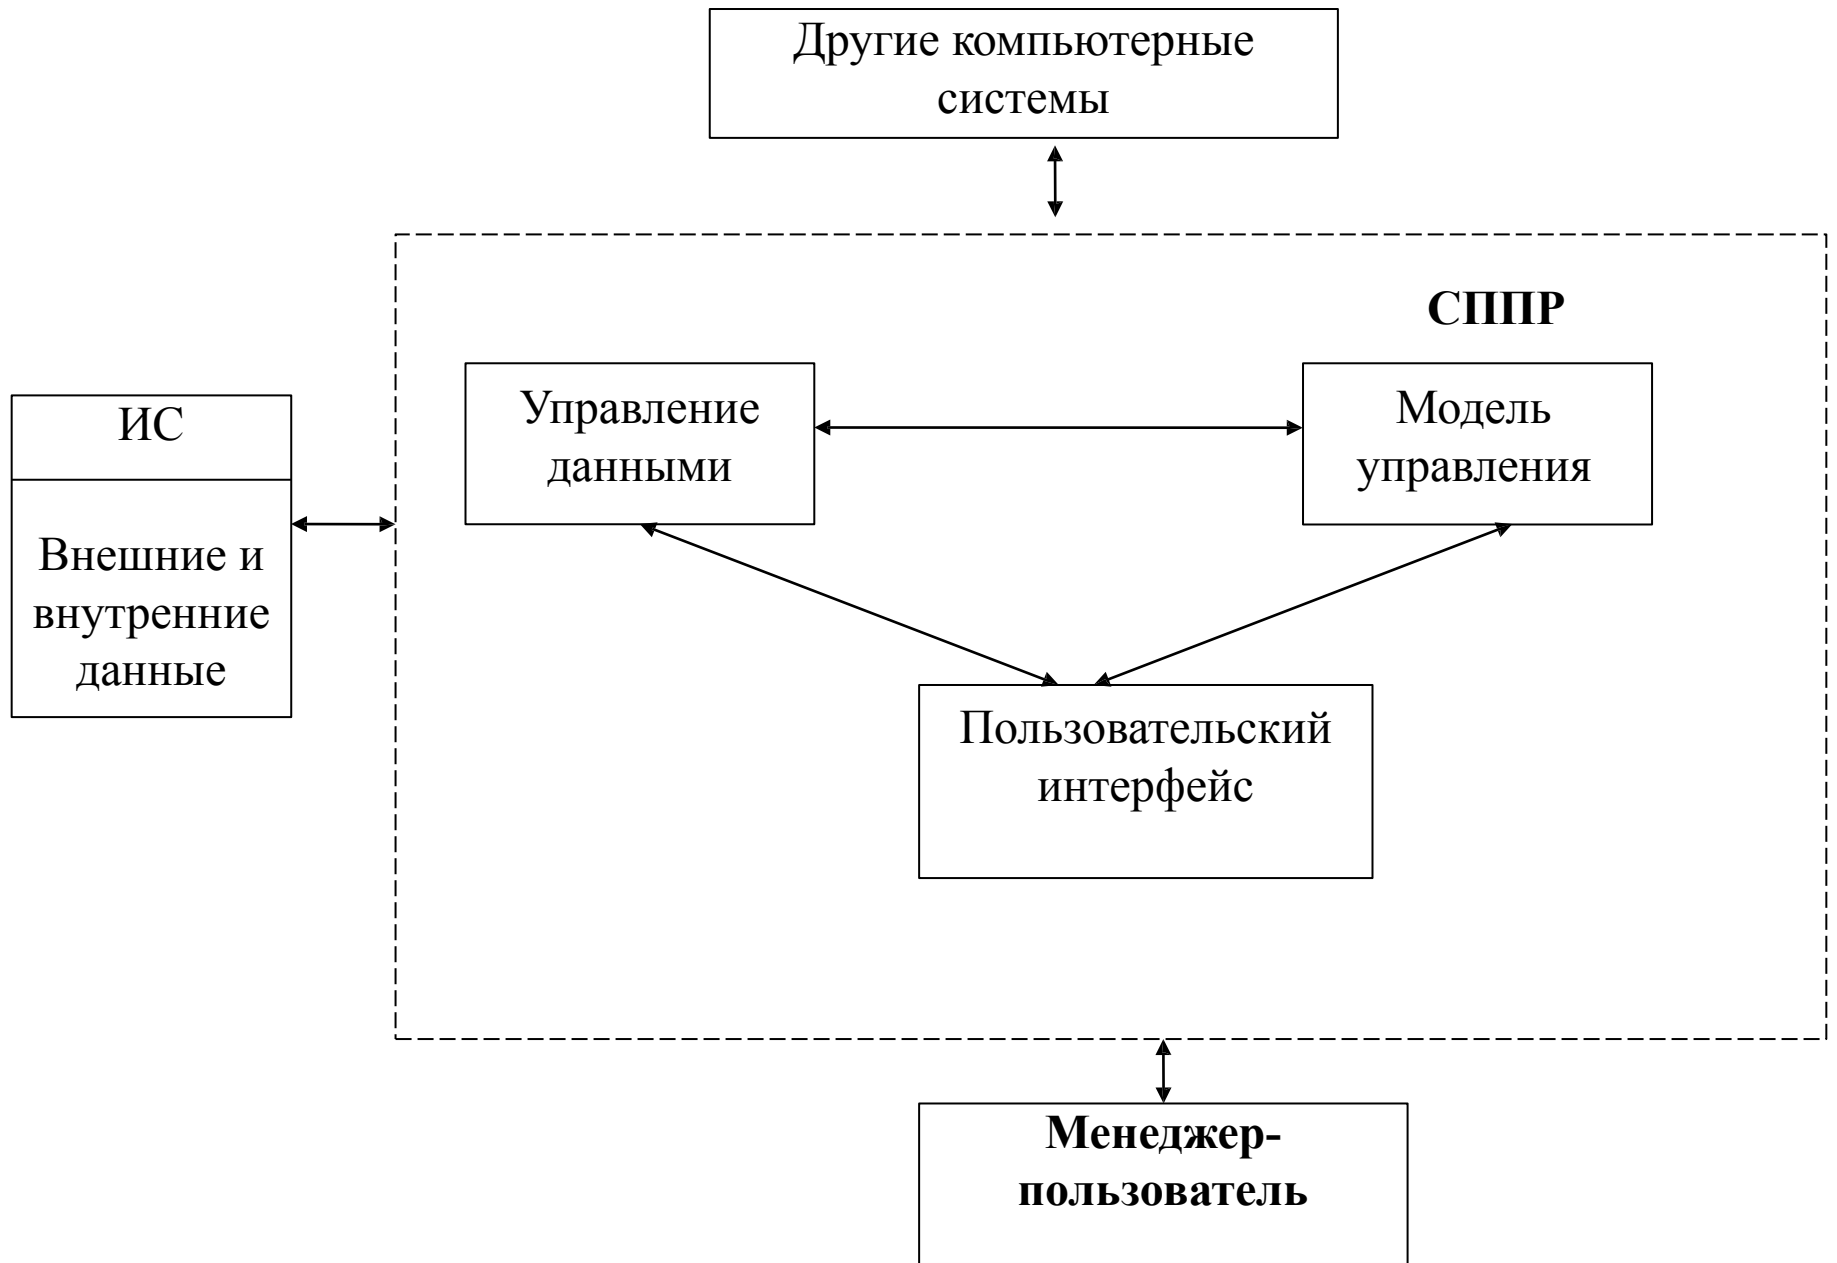 Другие компьютерные
системы
СППР
Управление
данными
Модель
управления
ИС
Внешние и
внутренние
данные
Пользовательский
интерфейс
Менеджер-
пользователь